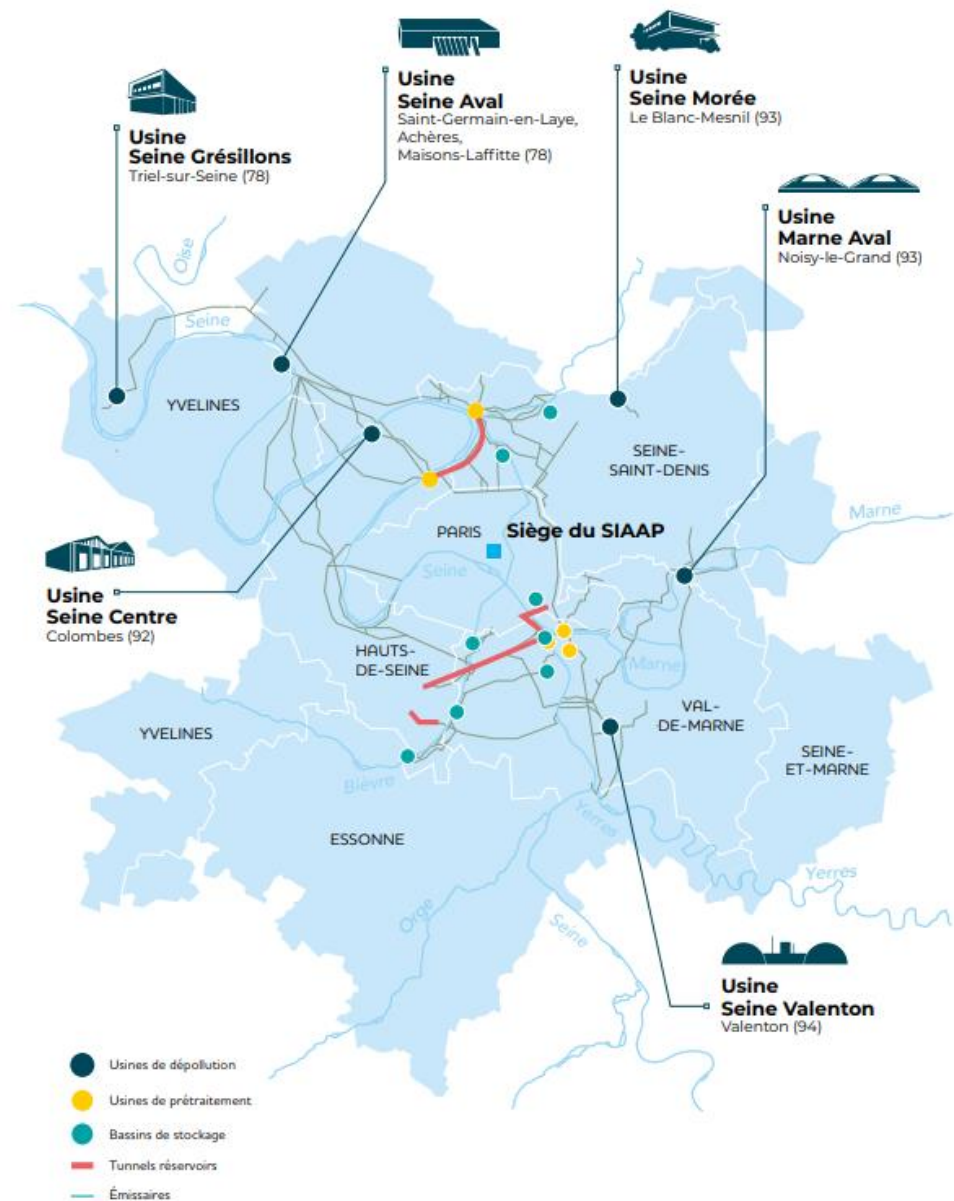 Usine
Seine Grésillons
Triel-sur-Seine (78)
Usine
Seine Aval
Saint-Germain-en-Laye,
Achères,
Maisons-Laffitte (78)
Usine
Seine Morée
Le Blanc-Mesnil (93)
Usine
Marne Aval
Noisy-le-Grand (93)
Oise
Seine
YVELINES
SEINE-
SAINT-DENIS
Marne
PARIS
Siège du SIAAP
Seine
Usine
Seine Centre
Colombes (92)
HAUTS-
DE-SEINE
Marne
VAL-
DE-MARNE
YVELINES
SEINE-
ET-MARNE
Bièvre
Yerres
ESSONNE
Yerres
Orge
Seine
Usine
Seine Valenton
Valenton (94)
Usines de dépollution
Usines de prétraitement
Bassins de stockage
Tunnels réservoirs
Émissaires